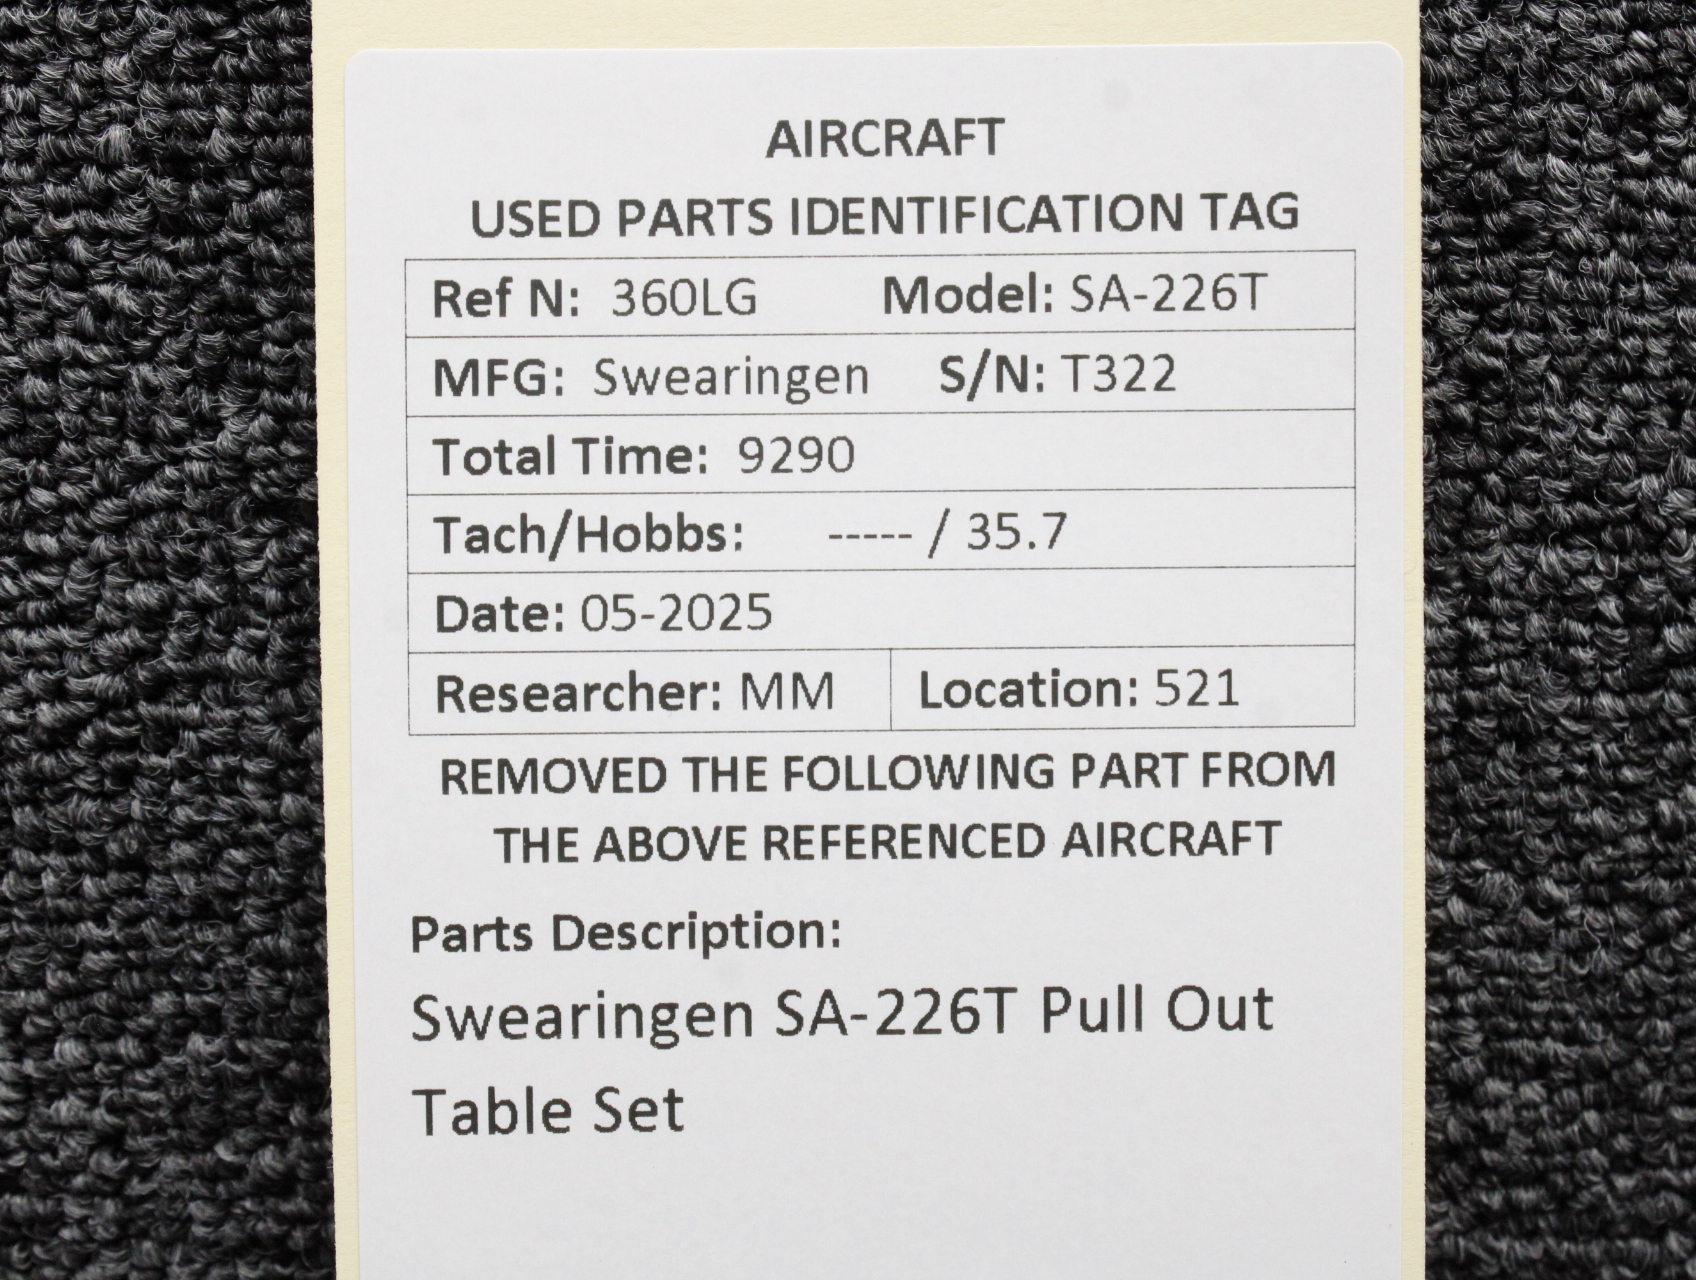 AIRCRAFT
USED PARTS IDENTIFICATION TAG
Ref N: 360LG Model: SA-226T
MFG: Swearingen S/N: T322
Total Time: 9290
Tach/Hobbs: ----- / 35.7
Date: 05-2025
Researcher: MM Location: 521
REMOVED THE FOLLOWING PART FROM
THE ABOVE REFERENCED AIRCRAFT
Parts Description:
Swearingen SA-226T Pull Out
Table Set